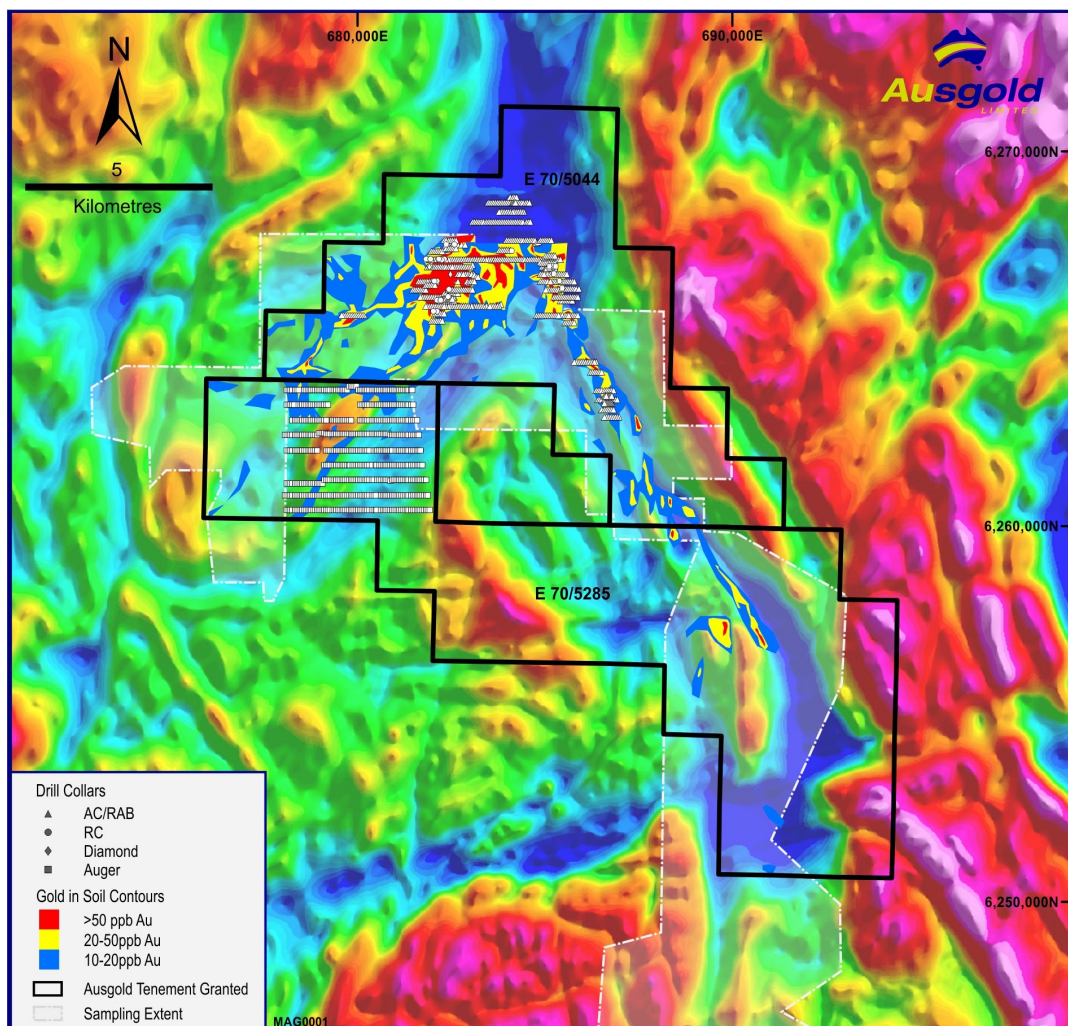 680,000E
690,000E
N
Ausgold
LIMITED
5
Kilometres
6,270,000N
E 70/5044
6,260,000N
E 70/5285
6,250,000N
Drill Collars
AC/RAB
RC
Diamond
Auger
Gold in Soil Contours
>50 ppb Au
20-50ppb Au
10-20ppb Au
Ausgold Tenement Granted
Sampling Extent
MAG0001